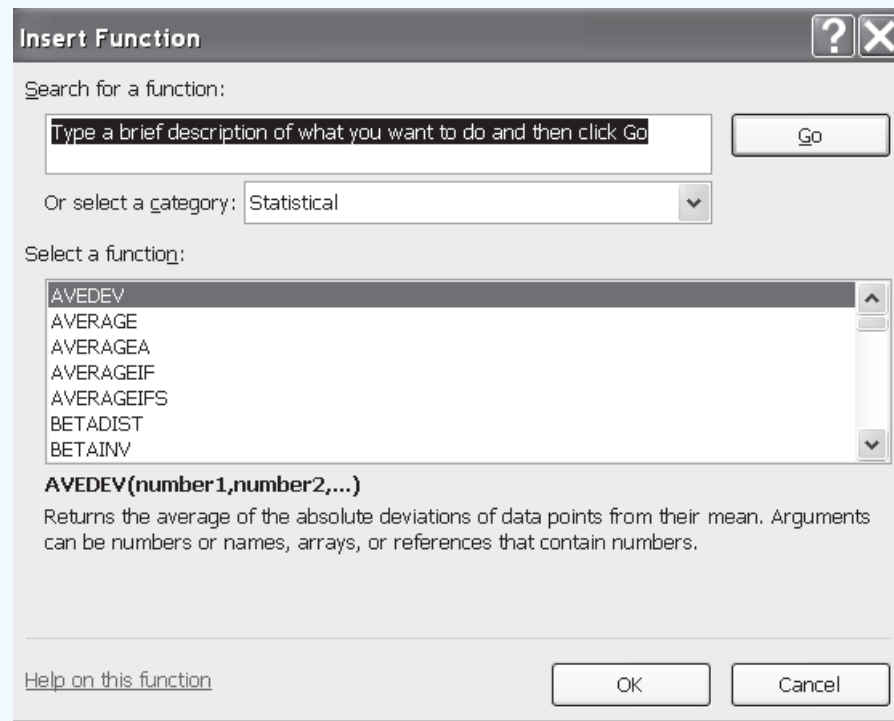 Insert Function
Search for a function:
Type a brief description of what you want to do and then click Go
Go
Or select a category: Statistical
Select a function:
AVEDEV
AVERAGE
AVERAGEA
AVERAGEIF
AVERAGEIFS
BETADIST
BETAINV
AVEDEV(number1,number2,...)
Returns the average of the absolute deviations of data points from their mean. Arguments
can be numbers or names, arrays, or references that contain numbers.
Help on this function
OK
Cancel